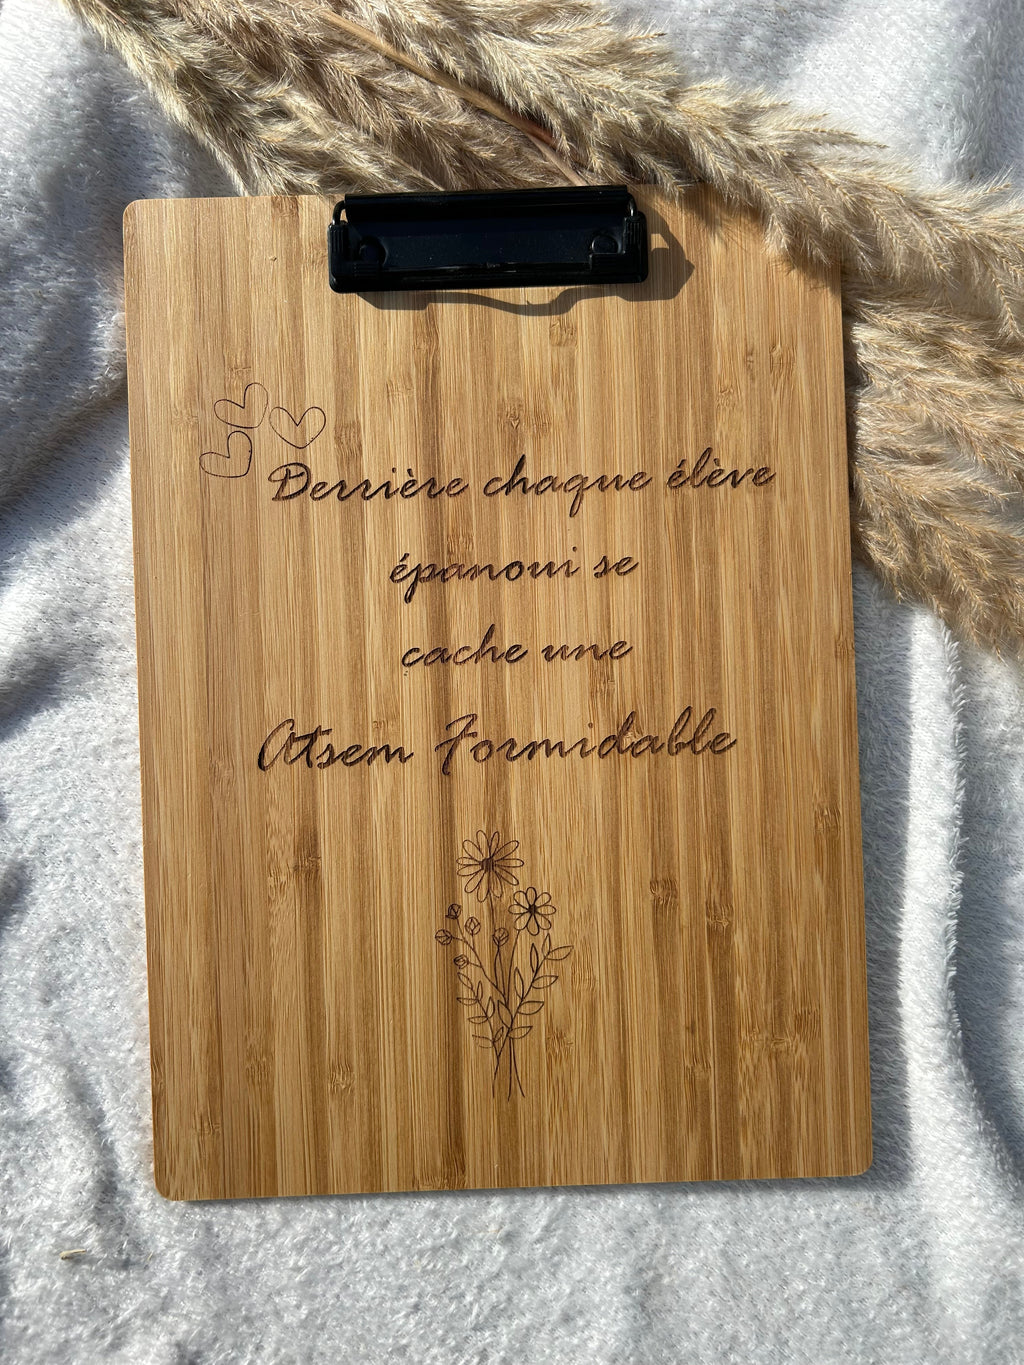 Derrière chaque élève
épanoui se
cache une
Atsem Formidable